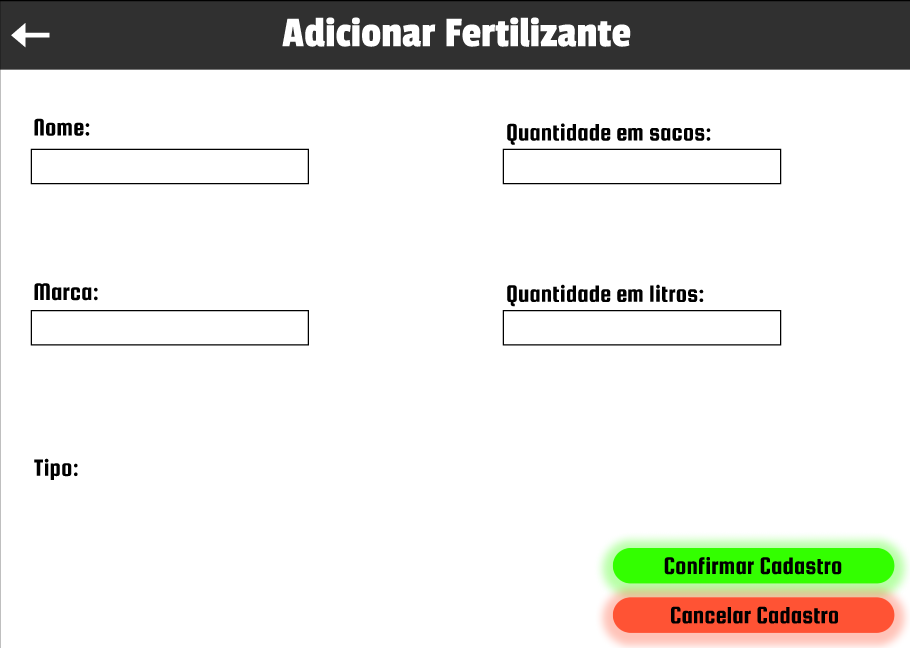 Adicionar Fertilizante
Nome:
Quantidade em sacos:
Marca:
Quantidade em litros:
Tipo:
Confirmar Cadastro
Cancelar Cadastro